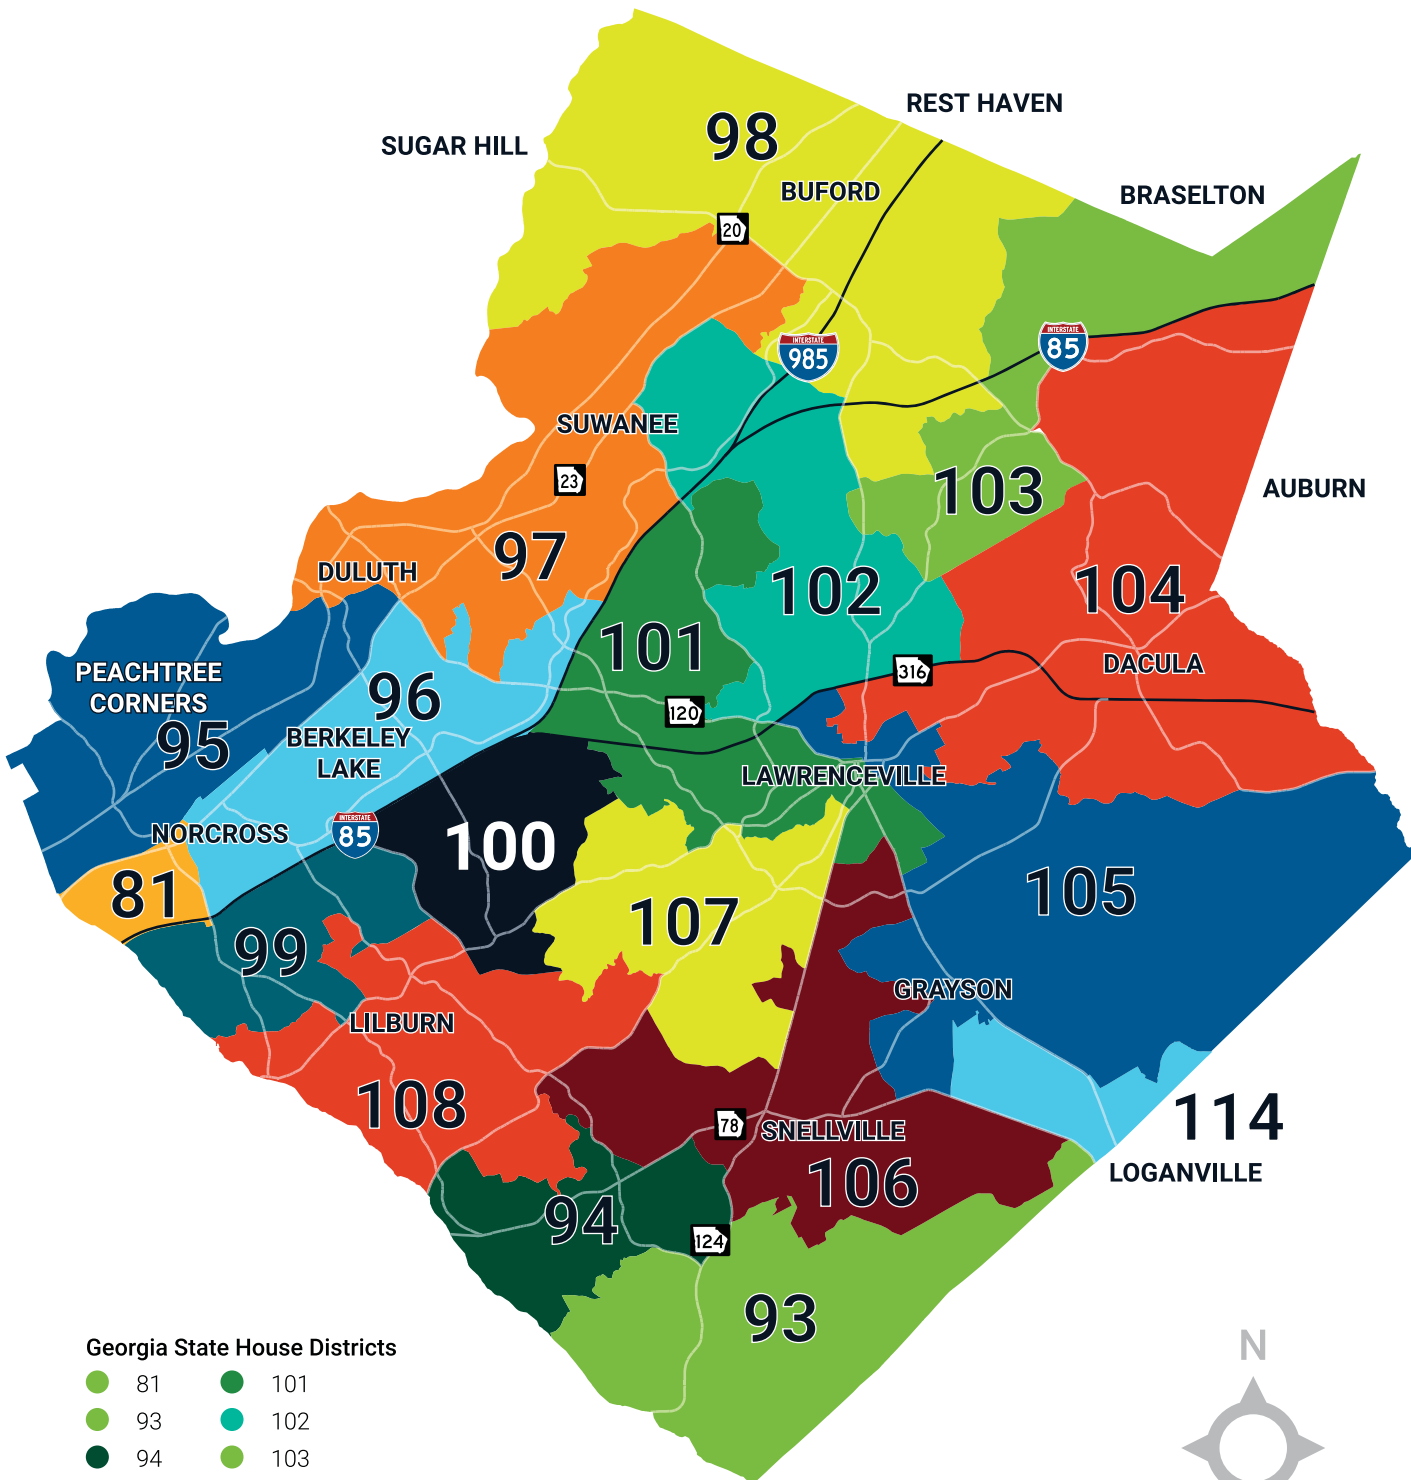 REST HAVEN
98
SUGAR HILL
BUFORD
BRASELTON
20
INTERSTATE
985
INTERSTATE
85
SUWANEE
23
103
AUBURN
97
DULUTH
102
104
101
316
DACULA
PEACHTREE
CORNERS
96
120
95
BERKELEY
LAKE
LAWRENCEVILLE
NORCROSS
INTERSTATE
85
100
81
105
107
99
GRAYSON
LILBURN
108
114
78
SNELLVILLE
LOGANVILLE
106
94
124
93
Georgia State House Districts
81 101
93 102
94 103
N